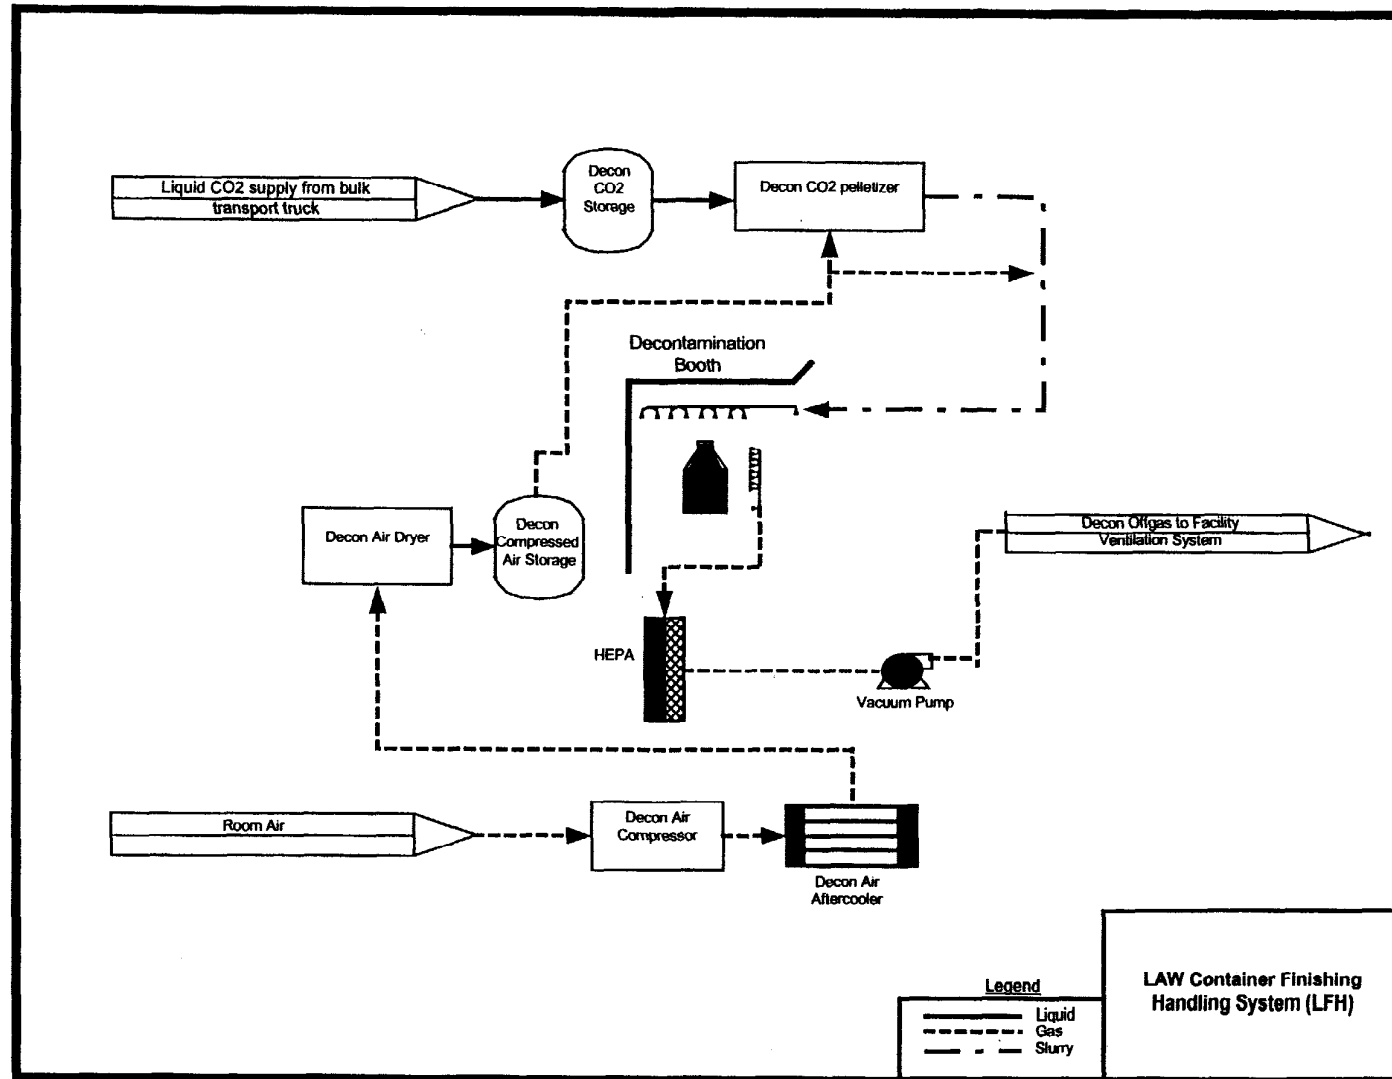 Liquid CO2 supply from bulk
transport truck
Decon
CO2
Storage
Decon CO2 pelletizer
Decontamination
Booth
Decon Air Dryer
Decon
Compressed
Air Storage
Decon Offgas to Facility
Ventilation System
HEPA
Vacuum Pump
Room Air
Decon Air
Compressor
Decon Air
Aftercooler
Legend
Liquid
Gas
Slurry
LAW Container Finishing
Handling System (LFH)